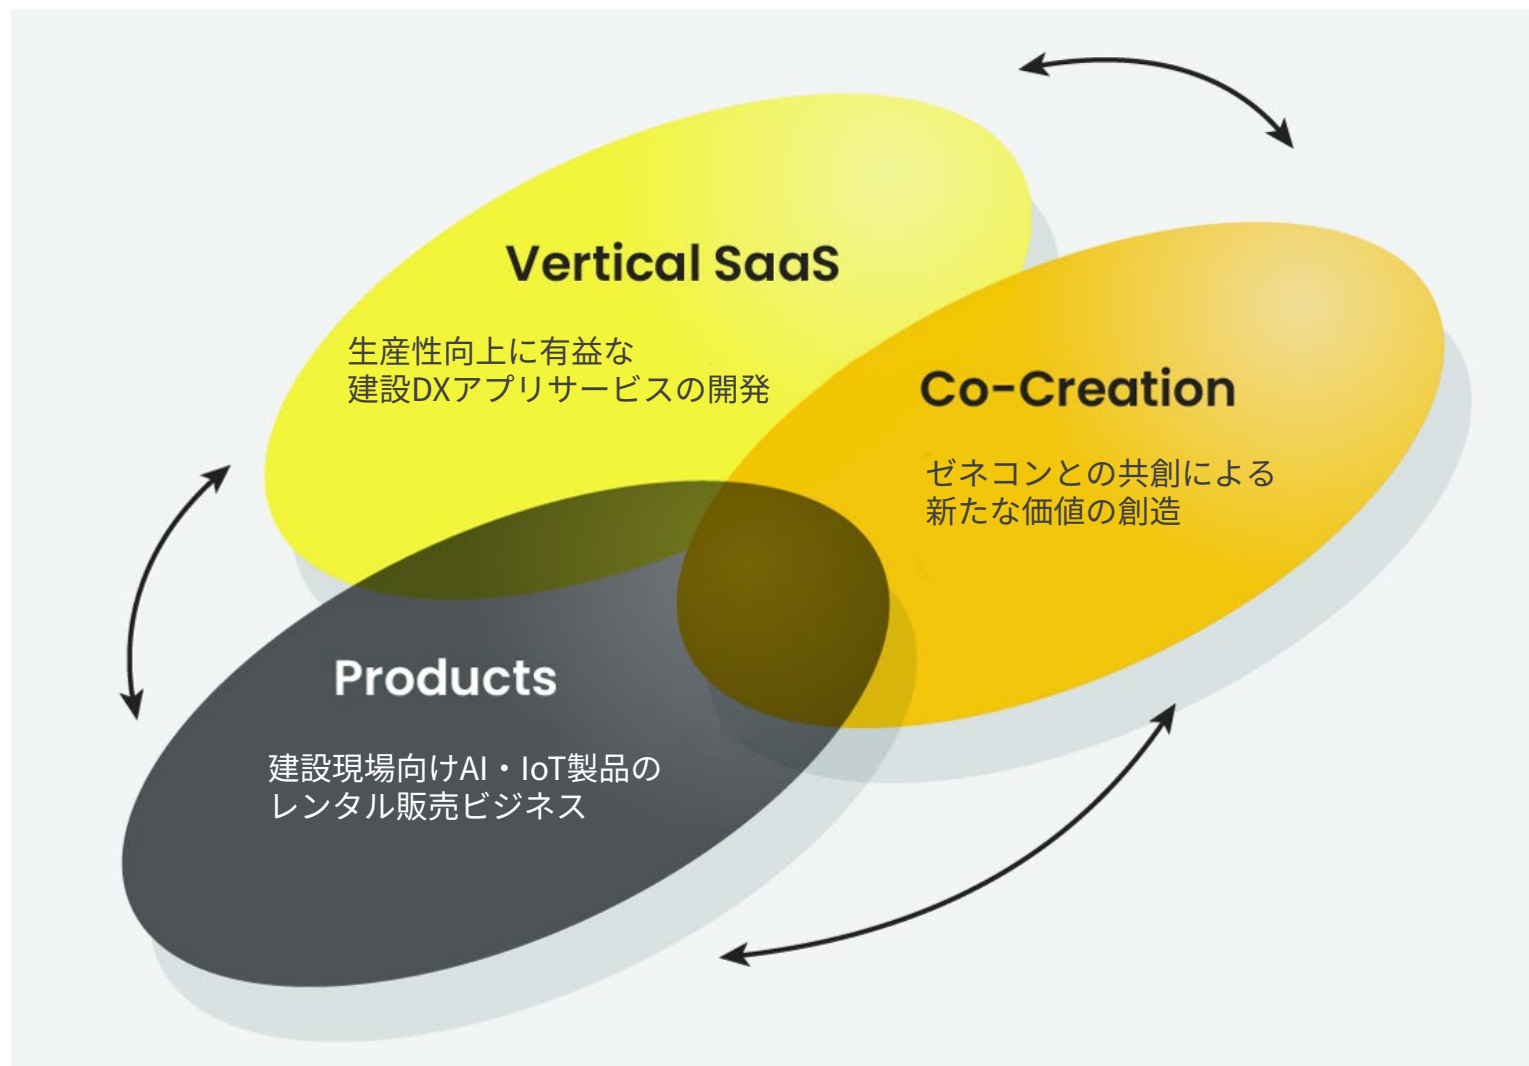 Vertical SaaS
生産性向上に有益な
建設DXアプリサービスの開発
Co-Creation
ゼネコンとの共創による
新たな価値の創造
Products
建設現場向けAI・IoT製品の
レンタル販売ビジネス